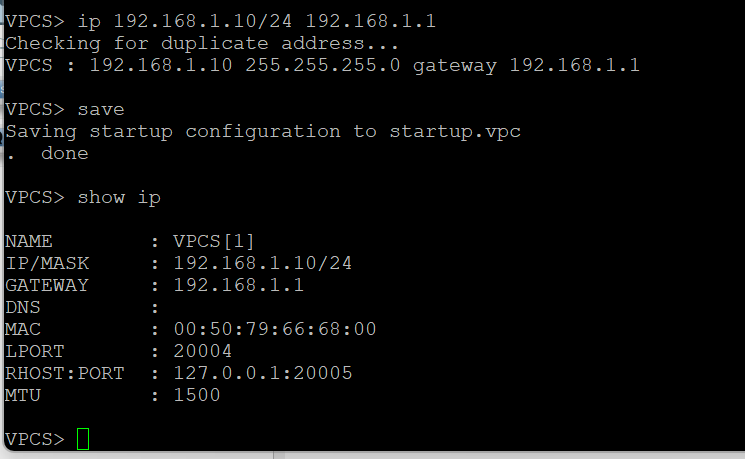 VPCS> ip 192.168.1.10/24 192.168.1.1
Checking for duplicate address...
VPCS : 192.168.1.10 255.255.255.0 gateway 192.168.1.1
VPCS> save
Saving startup configuration to startup.vpc
.  done
VPCS> show ip
NAME        : VPCS[1]
IP/MASK     : 192.168.1.10/24
GATEWAY     : 192.168.1.1
DNS         :
MAC         : 00:50:79:66:68:00
LPORT       : 20004
RHOST:PORT  : 127.0.0.1:20005
MTU         : 1500
VPCS>